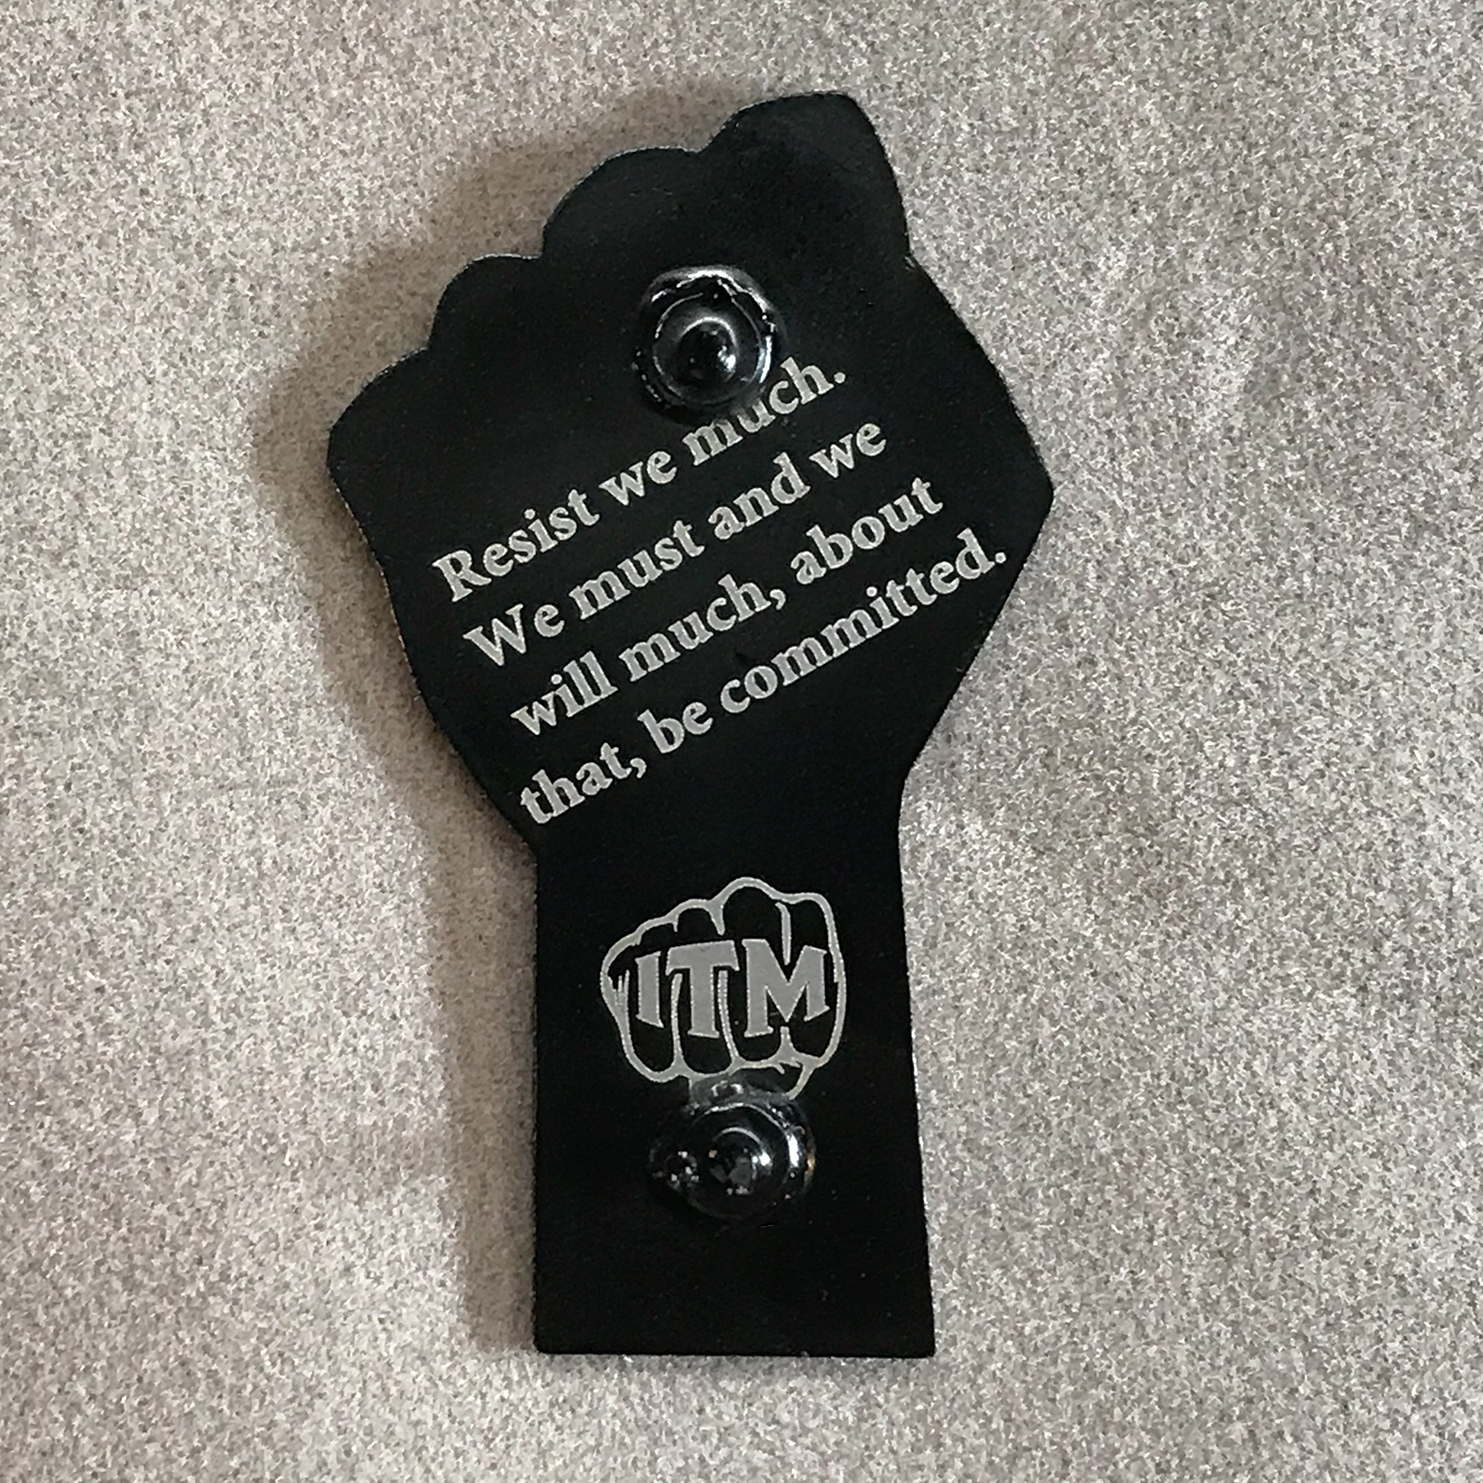 Resist we much.
We must and we
will much, about
that, be committed.
ITM